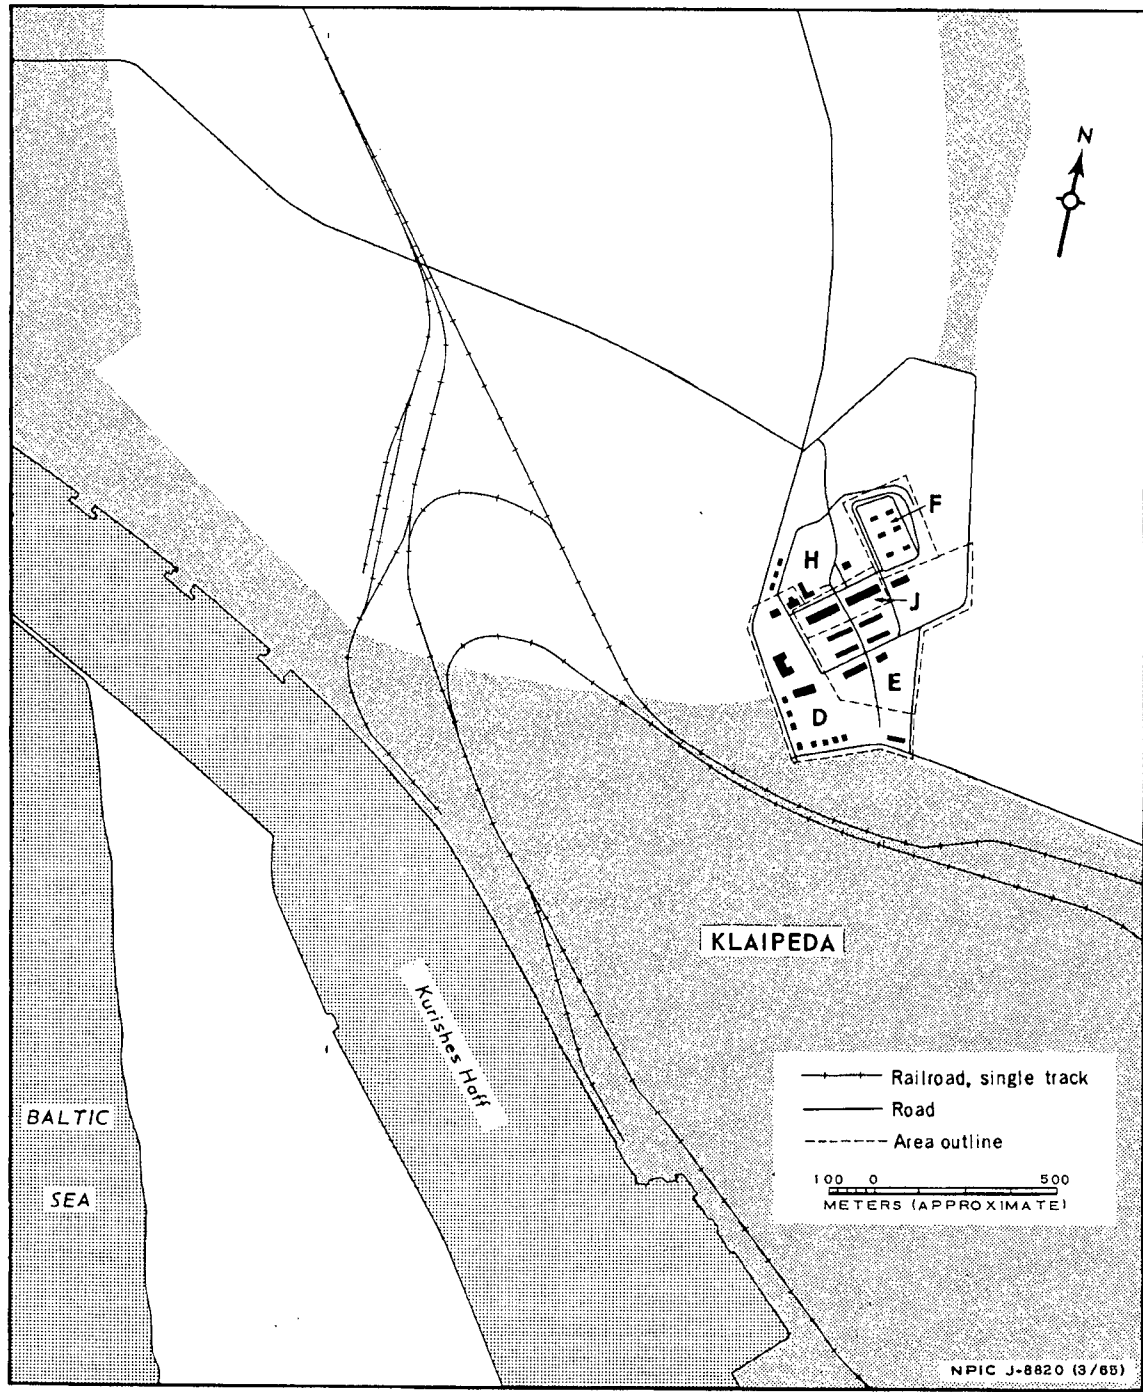 N
F
H
J
E
D
KLAIPEDA
Kurishes Haff
BALTIC
SEA
Railroad, single track
Road
Area outline
100 0 500
METERS (APPROXIMATE)
NPIC J-8820 (3/65)